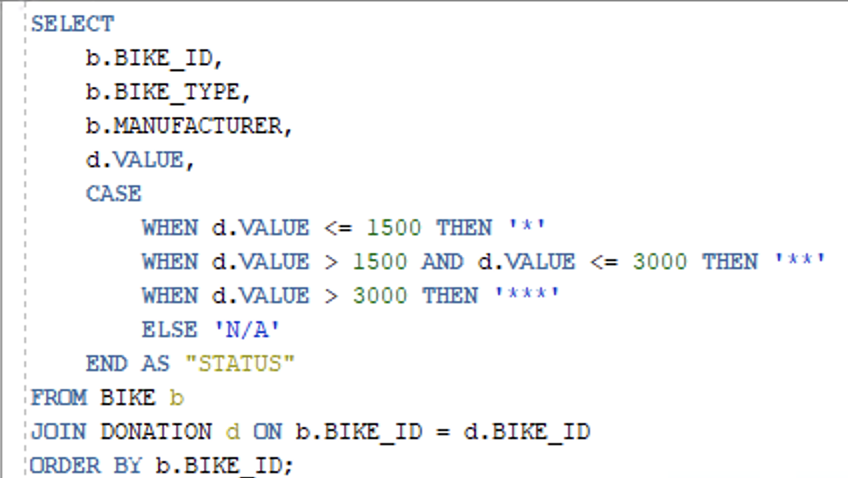 SELECT
b.BIKE_ID,
b.BIKE_TYPE,
b.MANUFACTURER,
d.VALUE,
CASE
WHEN d.VALUE <= 1500 THEN '*'
WHEN d.VALUE > 1500 AND d.VALUE <= 3000 THEN '**'
WHEN d.VALUE > 3000 THEN '***'
ELSE 'N/A'
END AS "STATUS"
FROM BIKE b
JOIN DONATION d ON b.BIKE_ID = d.BIKE_ID
ORDER BY b.BIKE_ID;